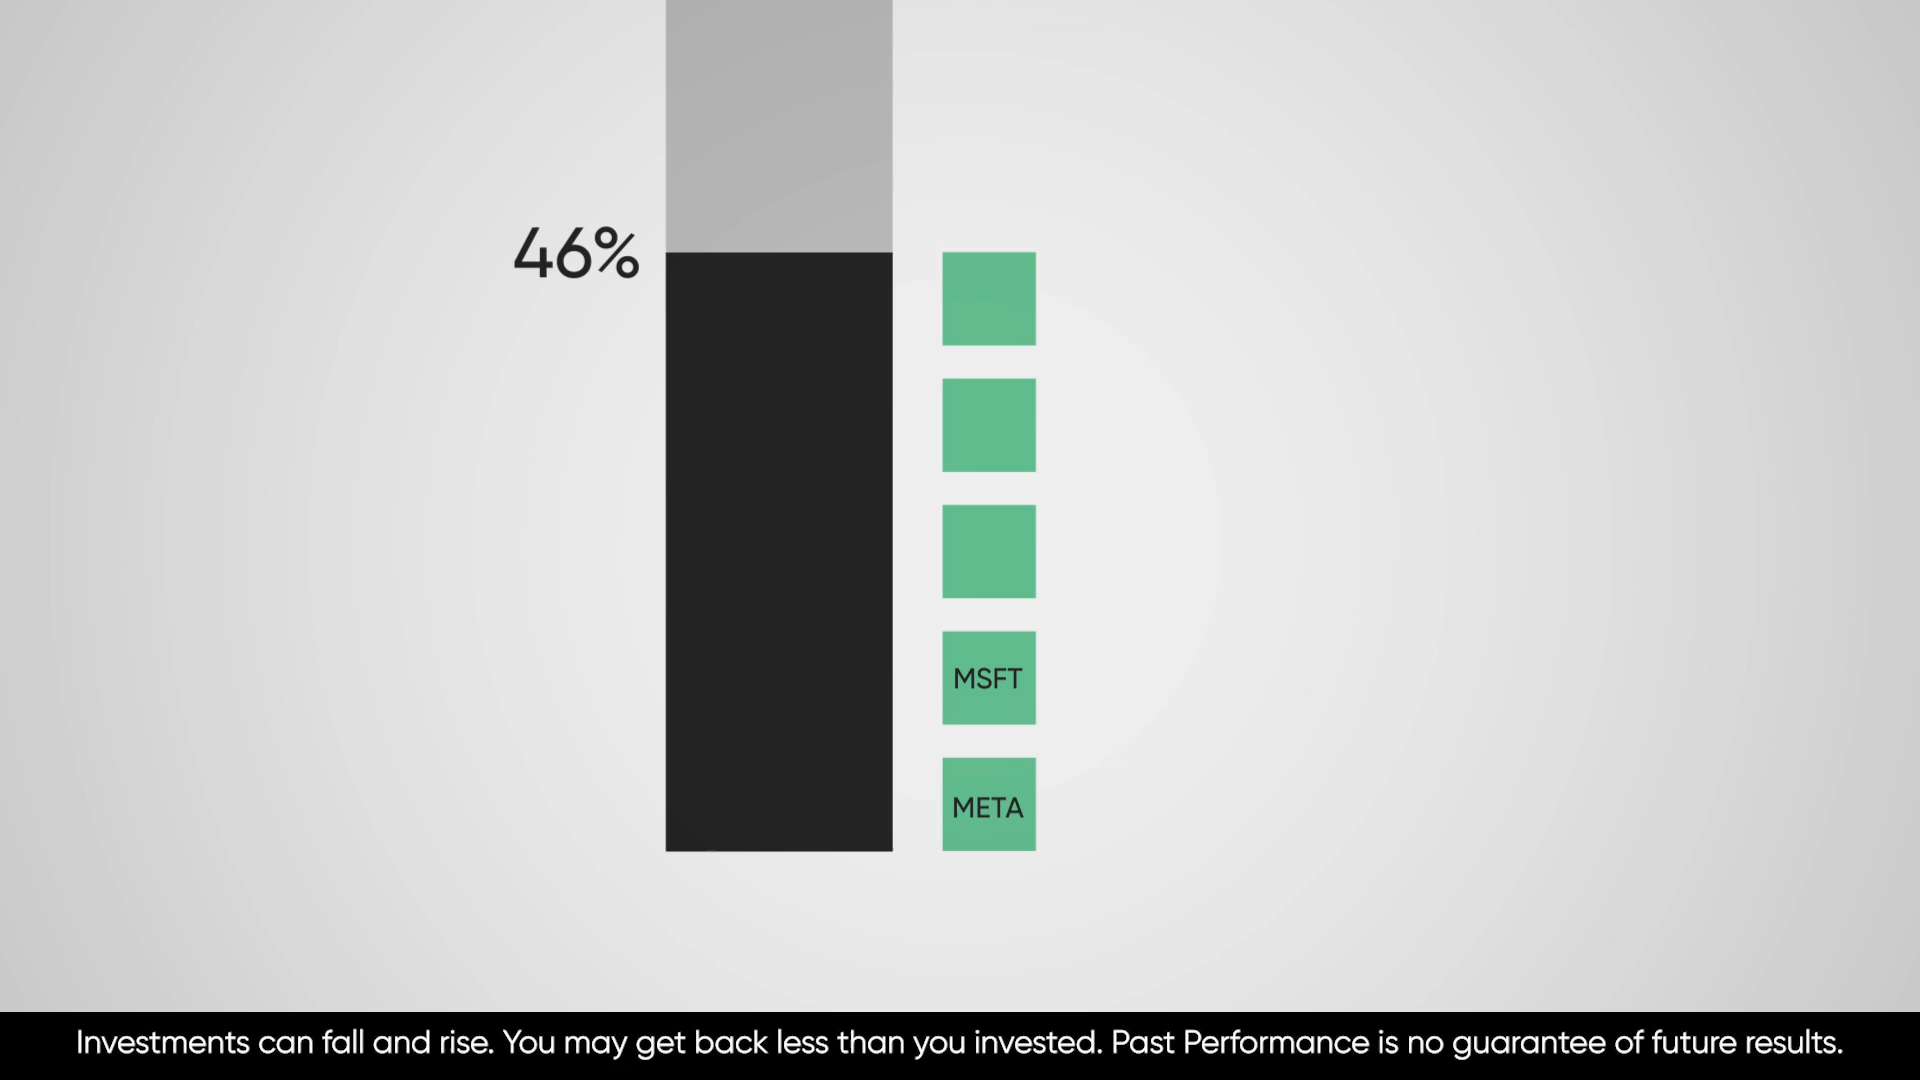 46%
MSFT
META
Investments can fall and rise. You may get back less than you invested. Past Performance is no guarantee of future results.